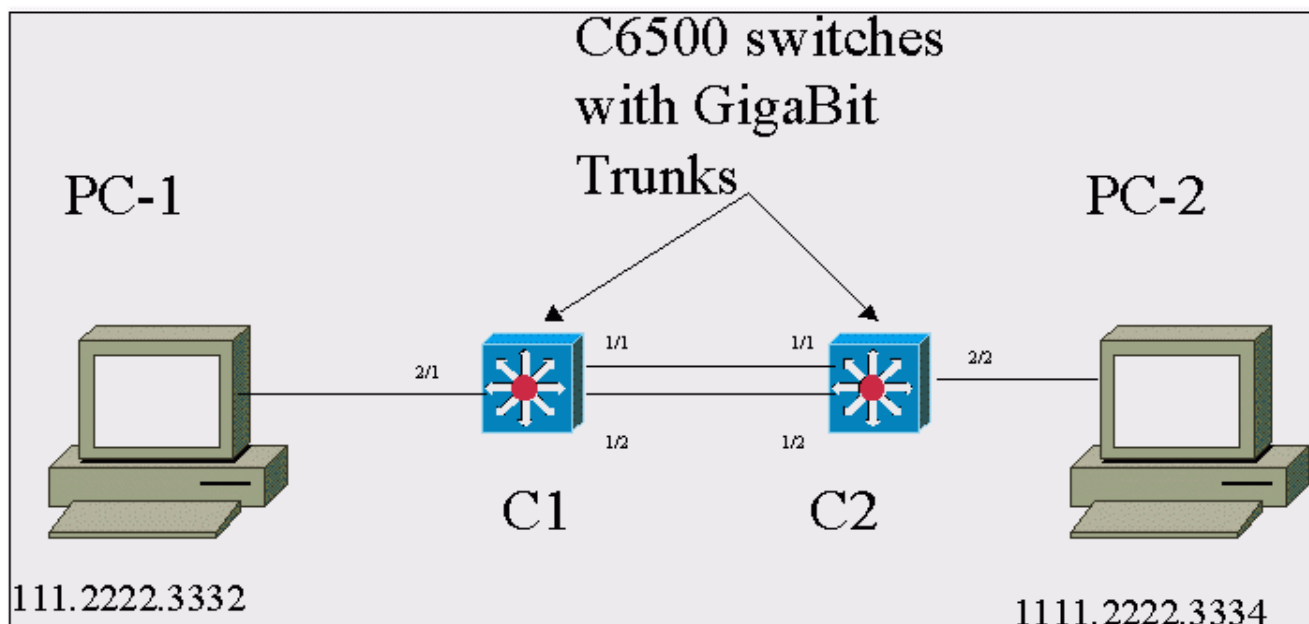 C6500 switches
with GigaBit
Trunks
PC-1
PC-2
2/1
1/1
1/1
2/2
1/2
1/2
C1
C2
111.2222.3332
1111.2222.3334